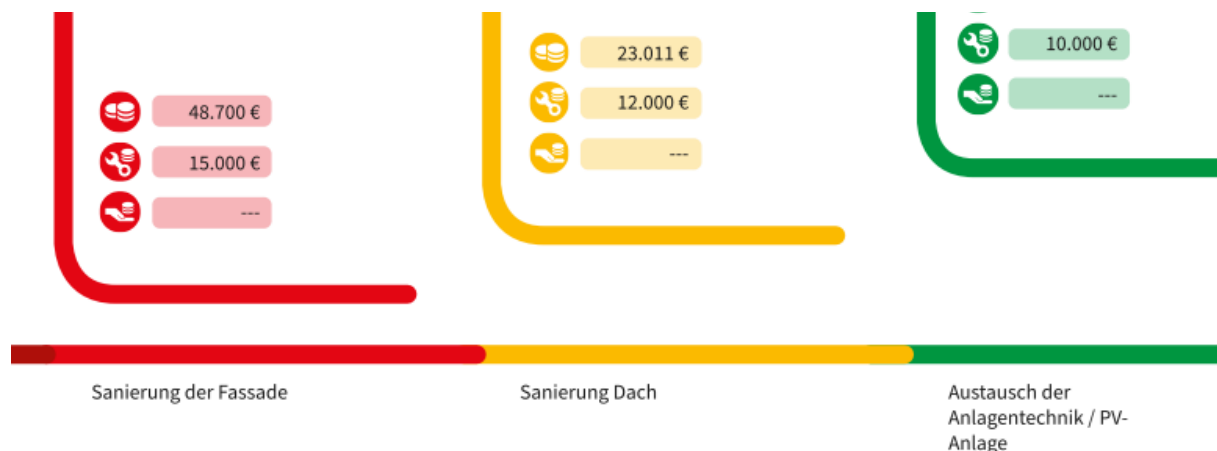 48.700 €
15.000 €
---
23.011 €
12.000 €
---
10.000 €
---
Sanierung der Fassade
Sanierung Dach
Austausch der
Anlagentechnik / PV-
Anlage